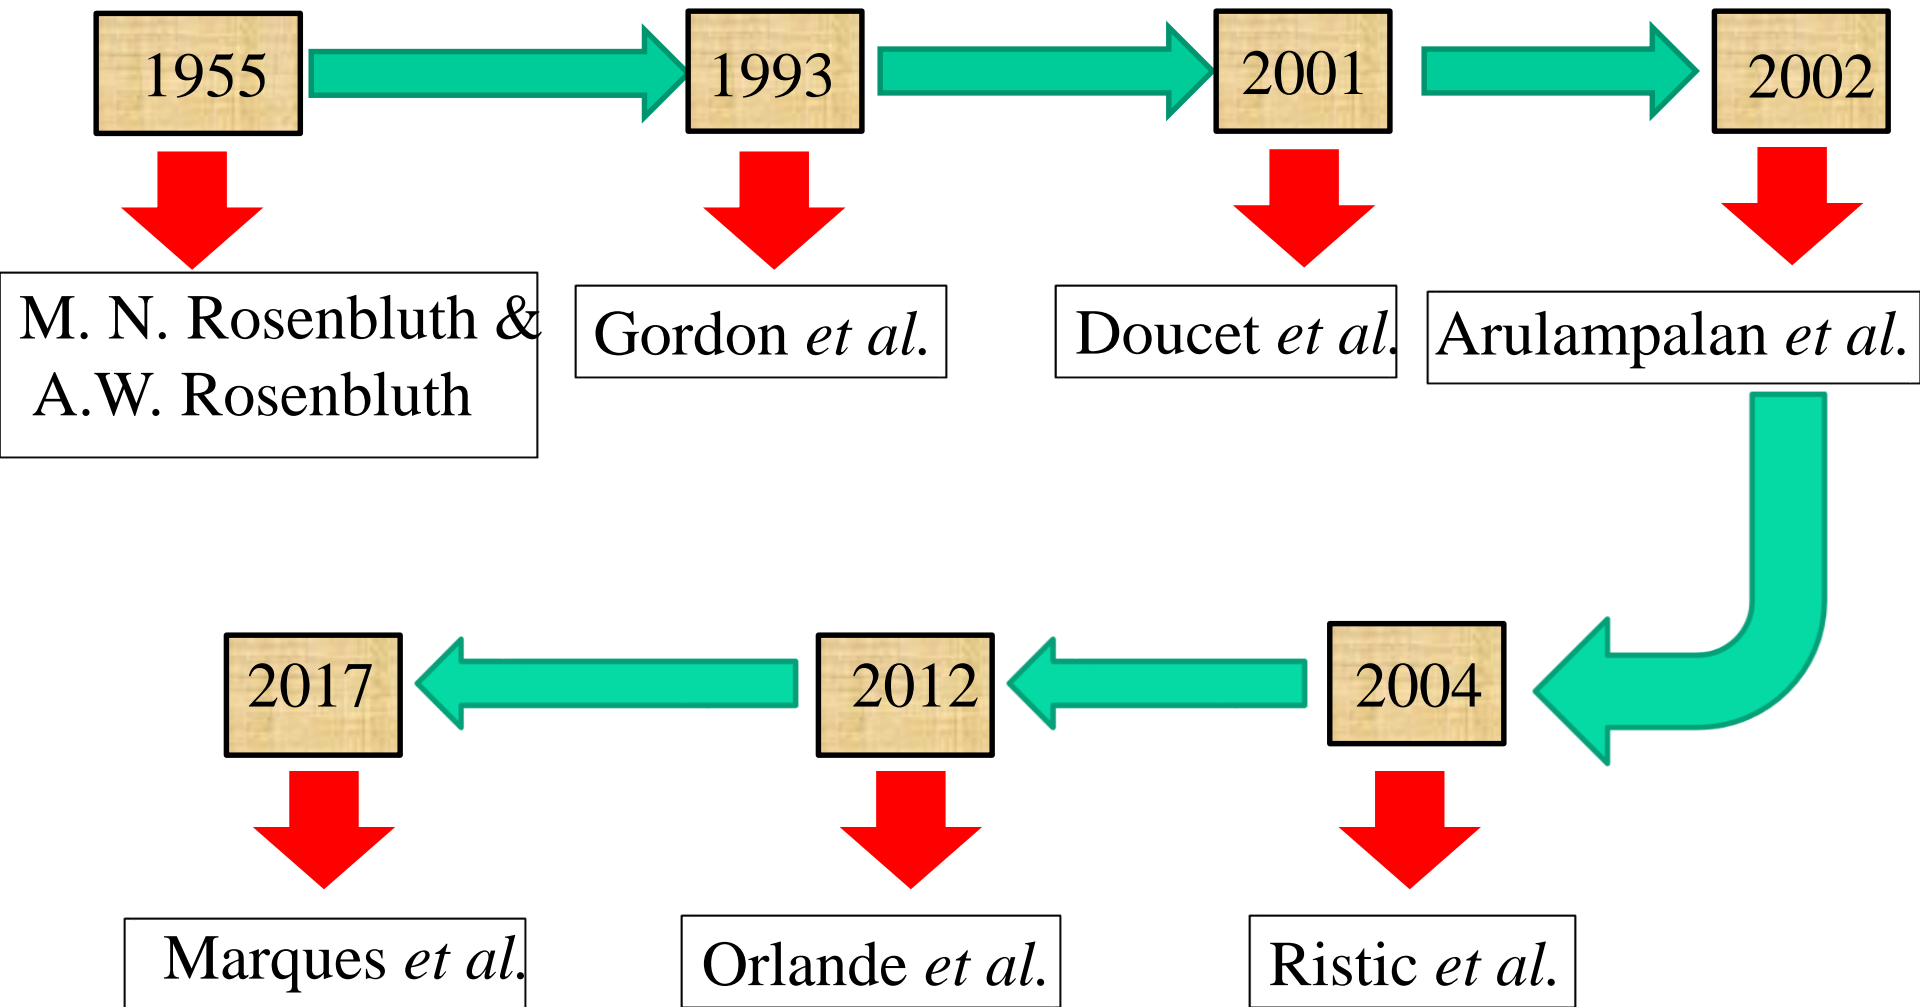 1955
1993
2001
2002
M. N. Rosenbluth &
A.W. Rosenbluth
Gordon et al.
Doucet et al.
Arulampalan et al.
2017
2012
2004
Marques et al.
Orlande et al.
Ristic et al.